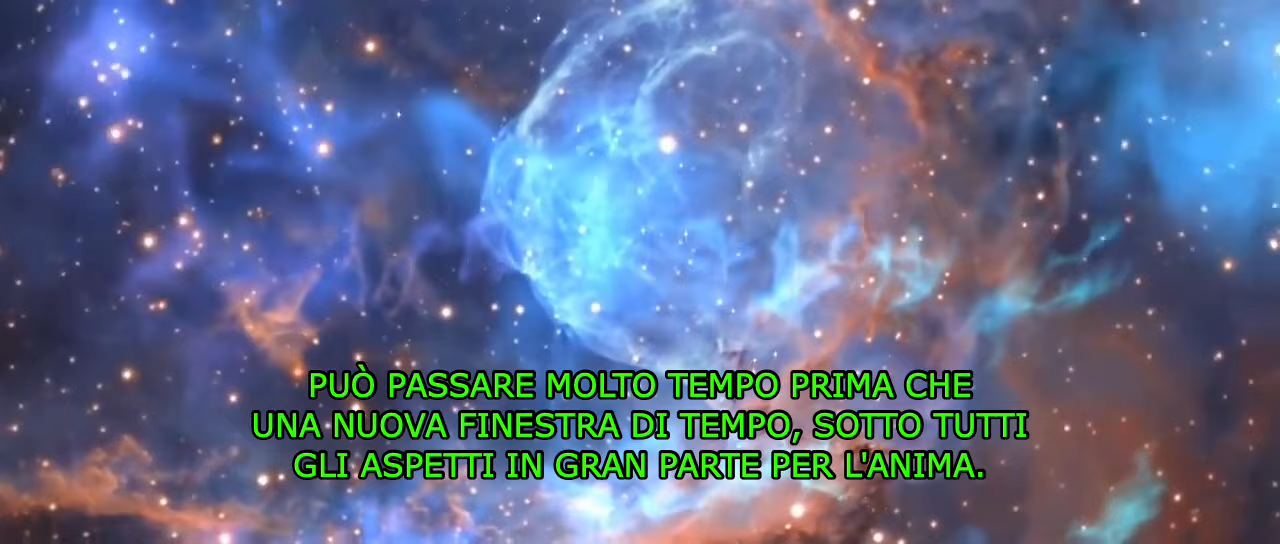 PUÒ PASSARE MOLTO TEMPO PRIMA CHE
UNA NUOVA FINESTRA DI TEMPO, SOTTO TUTTI
GLI ASPETTI IN GRAN PARTE PER L'ANIMA.